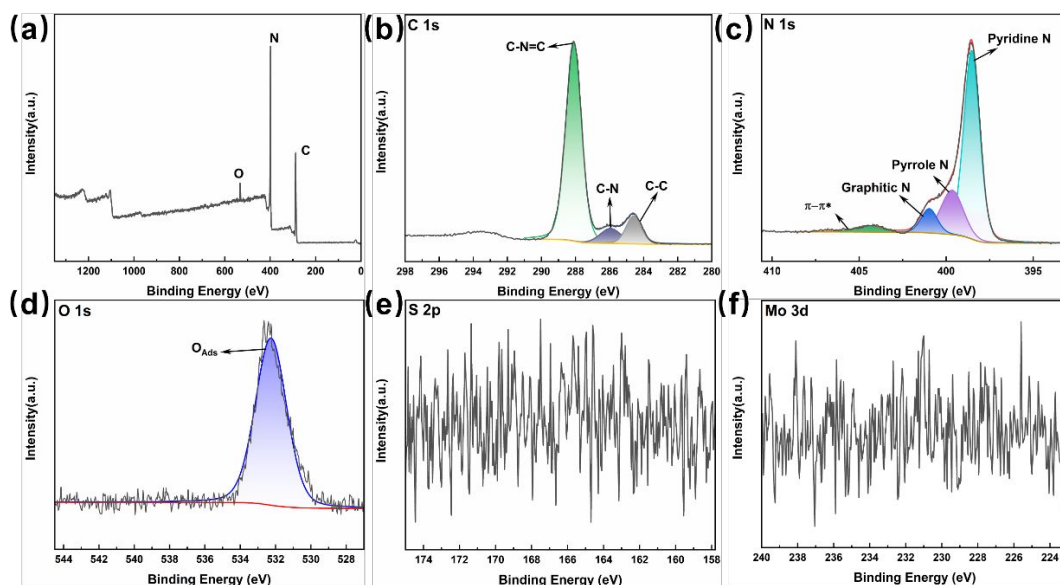 (a)
N
O
C
Intensity(a.u.)
1200 1000 800 600 400 200 0
Binding Energy (eV)
(b)
C 1s
C-N=C
C-N
C-C
Intensity(a.u.)
298 296 294 292 290 288 286 284 282 280
Binding Energy (eV)
(c)
N 1s
Pyridine N
Pyrrole N
Graphitic N
π−π*
Intensity(a.u.)
410 405 400 395
Binding Energy (eV)
(d)
O 1s
OAds
Intensity(a.u.)
544 542 540 538 536 534 532 530 528
Binding Energy (eV)
(e)
S 2p
Intensity(a.u.)
174 172 170 168 166 164 162 160 158
Binding Energy (eV)
(f)
Mo 3d
Intensity(a.u.)
240 238 236 234 232 230 228 226 224
Binding Energy (eV)